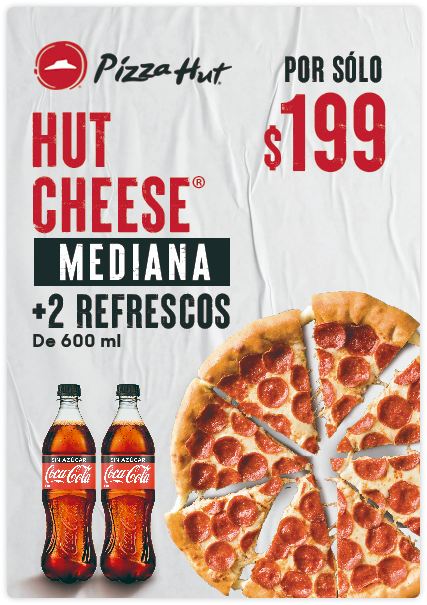 Pizza Hut
POR SÓLO
$199
HUT
CHEESE®
MEDIANA
+2 REFRESCOS
De 600 ml
SIN AZÚCAR
Coca-Cola
SIN AZÚCAR
Coca-Cola